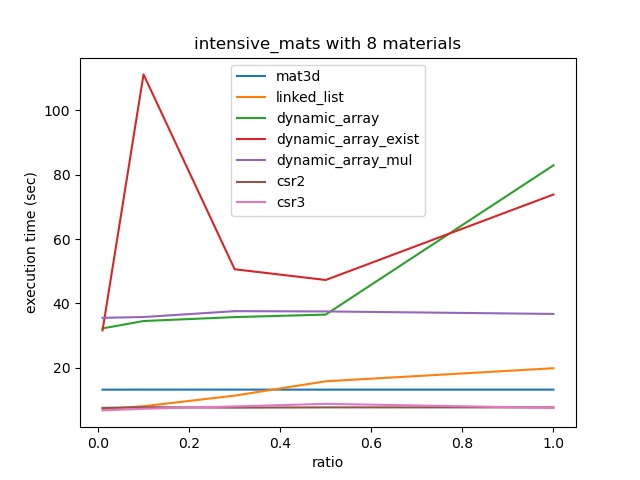 intensive_mats with 8 materials
mat3d
linked_list
dynamic_array
dynamic_array_exist
dynamic_array_mul
csr2
csr3
execution time (sec)
100
80
60
40
20
0.0 0.2 0.4 0.6 0.8 1.0
ratio